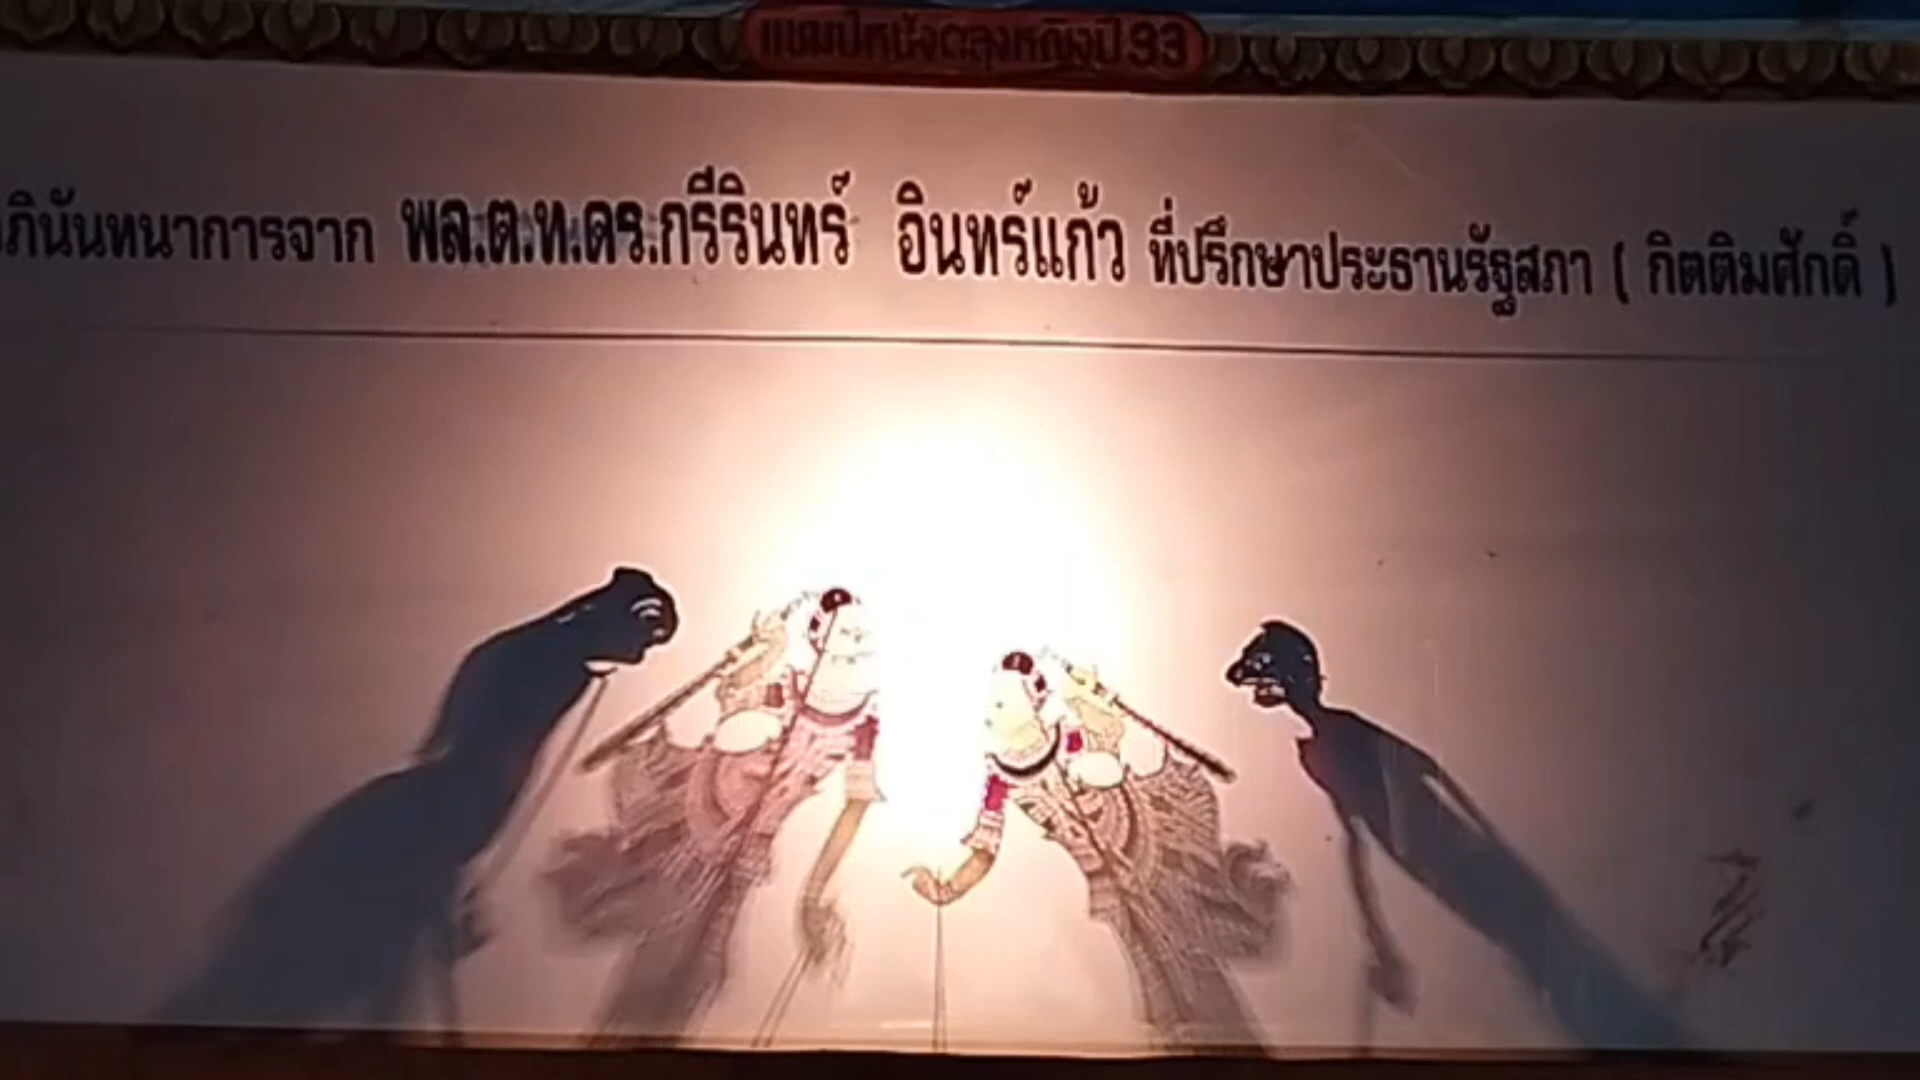 แชมป์หนังตะลุงหญิงปี33
ภินันทนาการจาก พล.ต.ท.ดร.กรีรินทร์ อินทร์แก้ว ที่ปรึกษาประธานรัฐสภา ( กิตติมศักดิ์ )